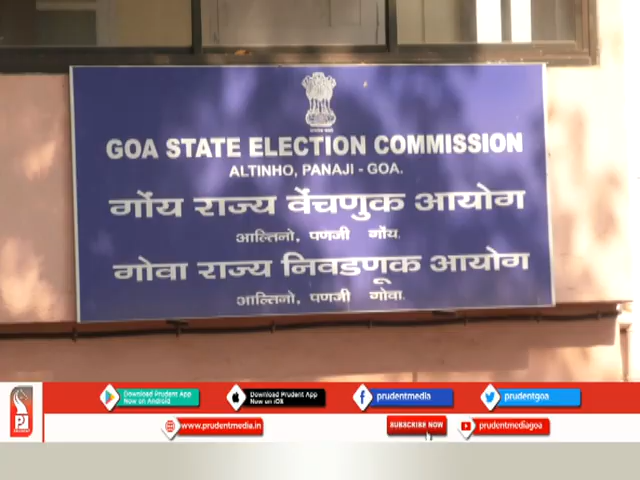 GOA STATE ELECTION COMMISSION
ALTINHO, PANAJI - GOA.
गोंय राज्य वेंचणुक आयोग
आल्तिनो, पणजी गोंय.
गोवा राज्य निवडणूक आयोग
आल्तिनो, पणजी गोवा.
Download Prudent App Now on Android
Download Prudent App Now on iOS
prudentmedia
prudentgoa
www.prudentmedia.in
SUBSCRIBE NOW
prudentmediagoa